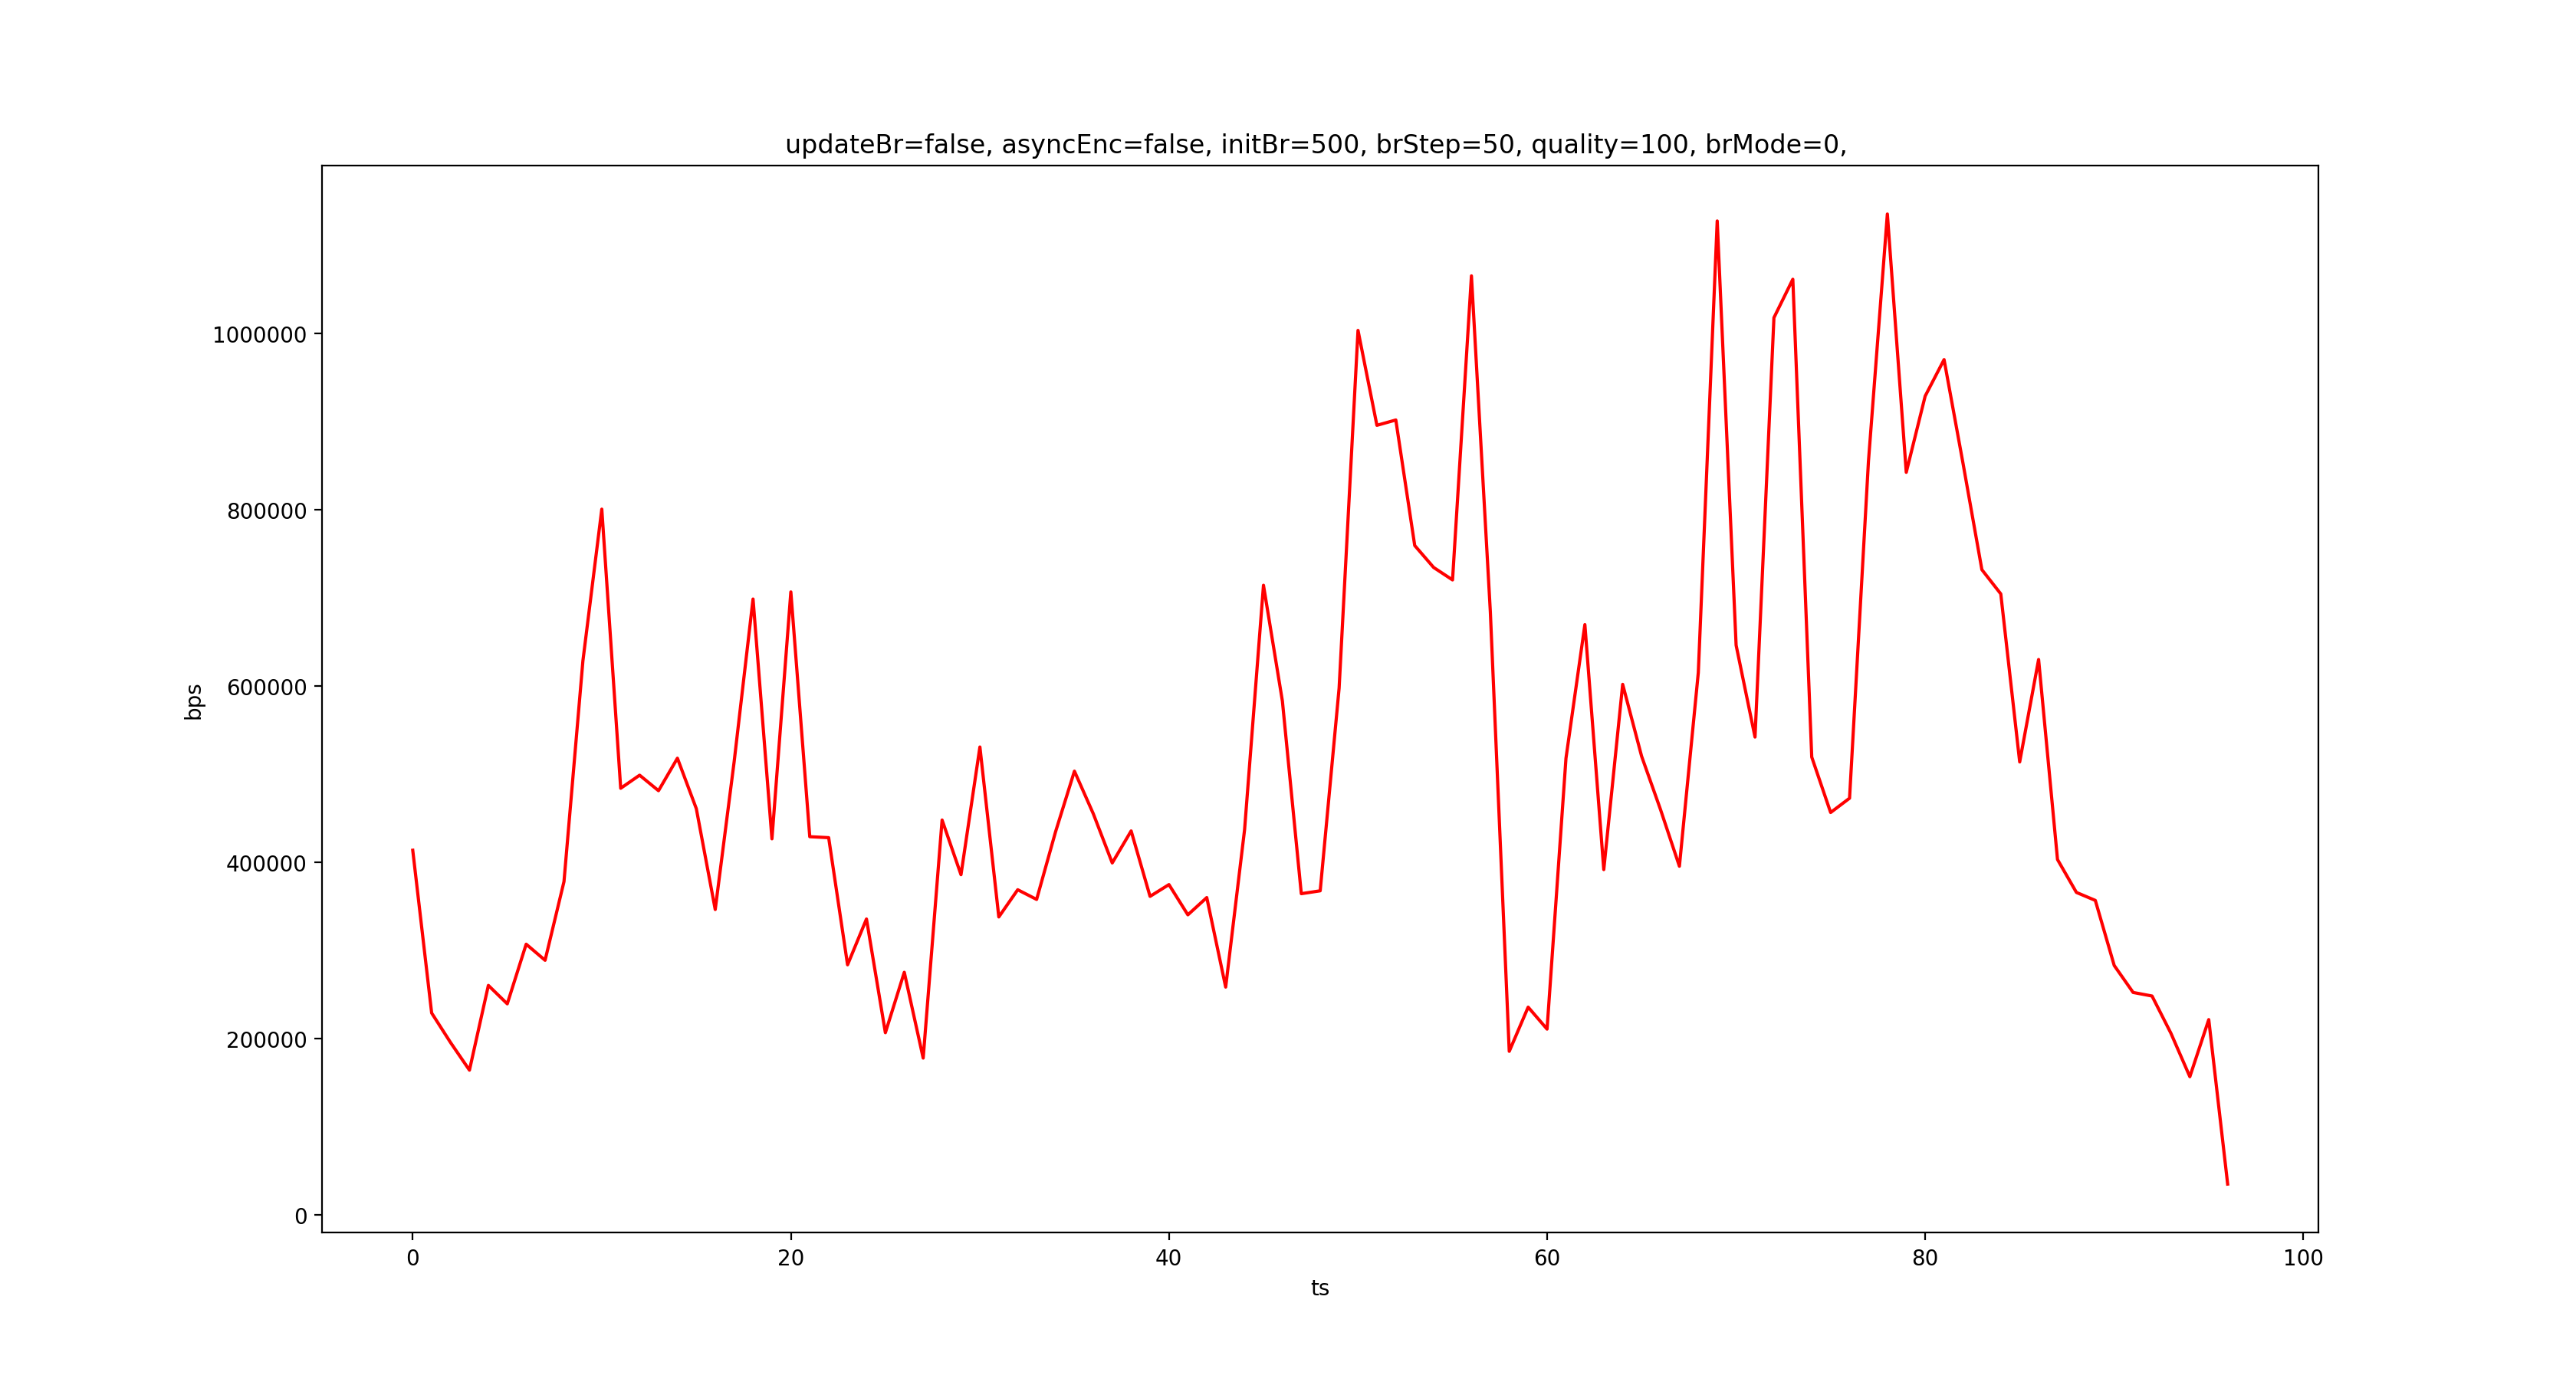 updateBr=false, asyncEnc=false, initBr=500, brStep=50, quality=100, brMode=0,
1000000
800000
600000
400000
200000
0
bps
0 20 40 60 80 100
ts